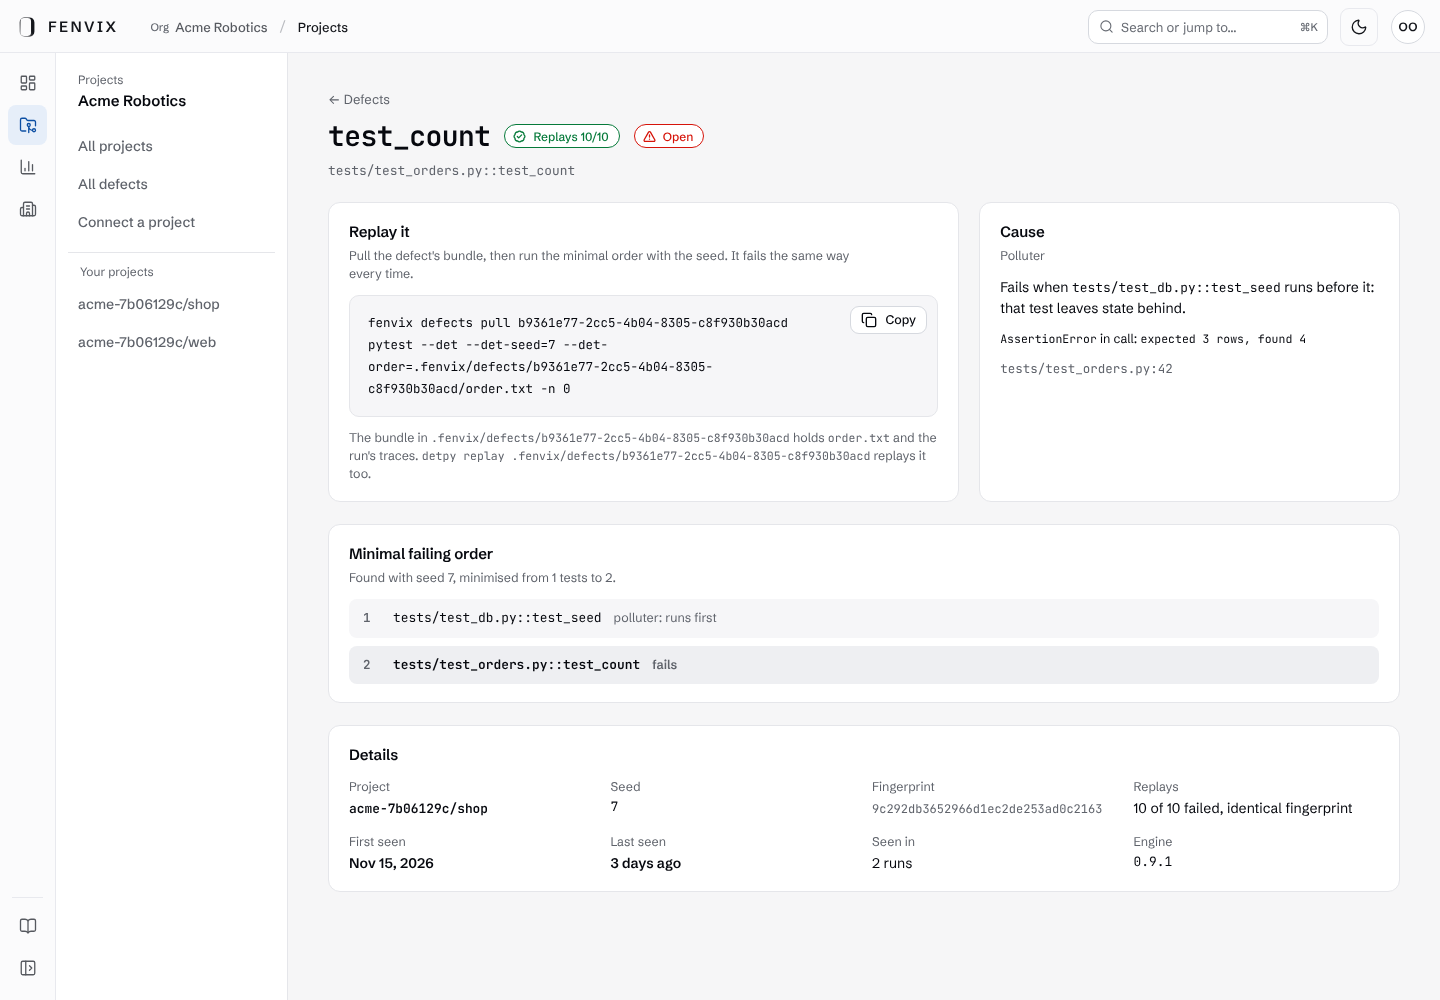 FENVIX
Org Acme Robotics / Projects
Search or jump to... ⌘K
OO
Projects
Acme Robotics
All projects
All defects
Connect a project
Your projects
acme-7b06129c/shop
acme-7b06129c/web
← Defects
test_count
Replays 10/10
Open
tests/test_orders.py::test_count
Replay it
Pull the defect's bundle, then run the minimal order with the seed. It fails the same way
every time.
fenvix defects pull b9361e77-2cc5-4b04-8305-c8f930b30acd
pytest --det --det-seed=7 --det-
order=.fenvix/defects/b9361e77-2cc5-4b04-8305-
c8f930b30acd/order.txt -n 0
Copy
The bundle in .fenvix/defects/b9361e77-2cc5-4b04-8305-c8f930b30acd holds order.txt and the
run's traces. detpy replay .fenvix/defects/b9361e77-2cc5-4b04-8305-c8f930b30acd replays it
too.
Cause
Polluter
Fails when tests/test_db.py::test_seed runs before it:
that test leaves state behind.
AssertionError in call: expected 3 rows, found 4
tests/test_orders.py:42
Minimal failing order
Found with seed 7, minimised from 1 tests to 2.
1 tests/test_db.py::test_seed polluter: runs first
2 tests/test_orders.py::test_count fails
Details
Project
acme-7b06129c/shop
Seed
7
Fingerprint
9c292db3652966d1ec2de253ad0c2163
Replays
10 of 10 failed, identical fingerprint
First seen
Nov 15, 2026
Last seen
3 days ago
Seen in
2 runs
Engine
0.9.1